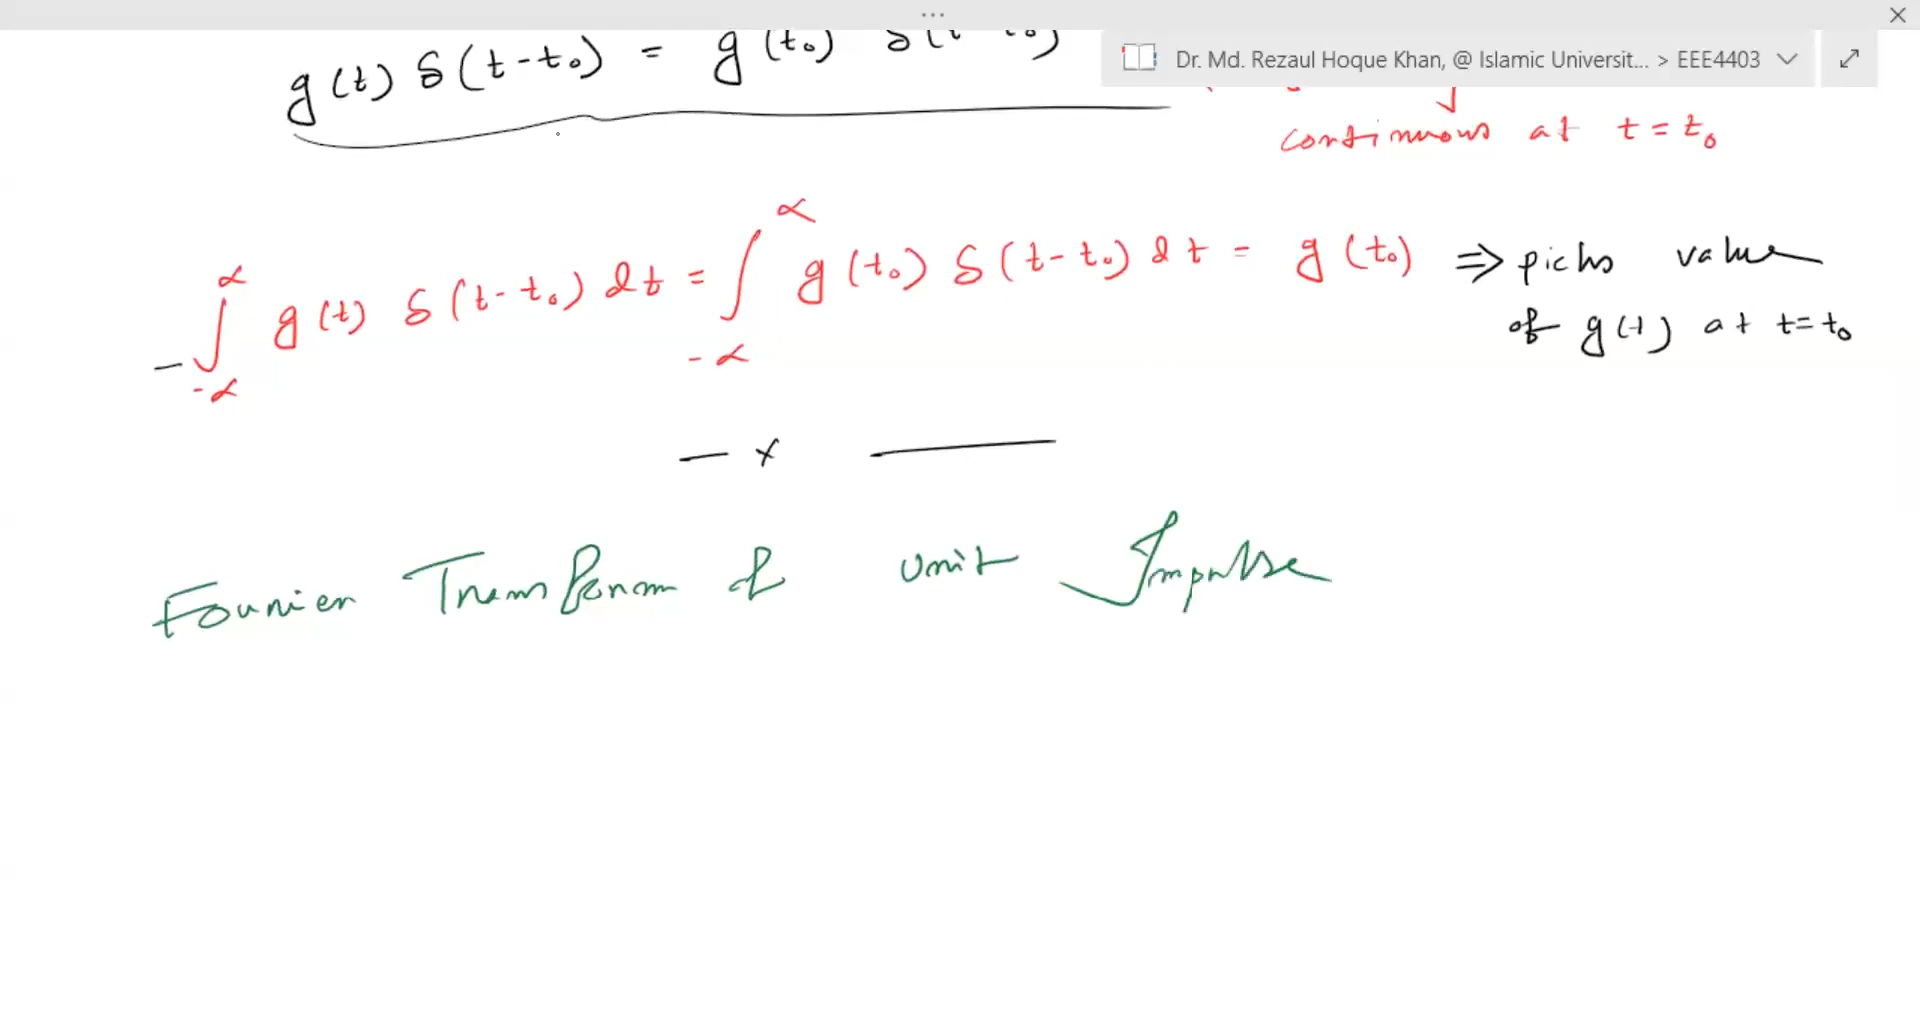 ...
g(t) δ(t-t₀) = g(t₀) δ(t-t₀)
Dr. Md. Rezaul Hoque Khan, @ Islamic Universit... > EEE4403
continuous at t = t₀
∫_{-α}^{α} g(t) δ(t-t₀) dt = ∫_{-α}^{α} g(t₀) δ(t-t₀) dt = g(t₀) ⇒ picks value
of g(t) at t=t₀
— x —
Fourier Transform of unit Impulse